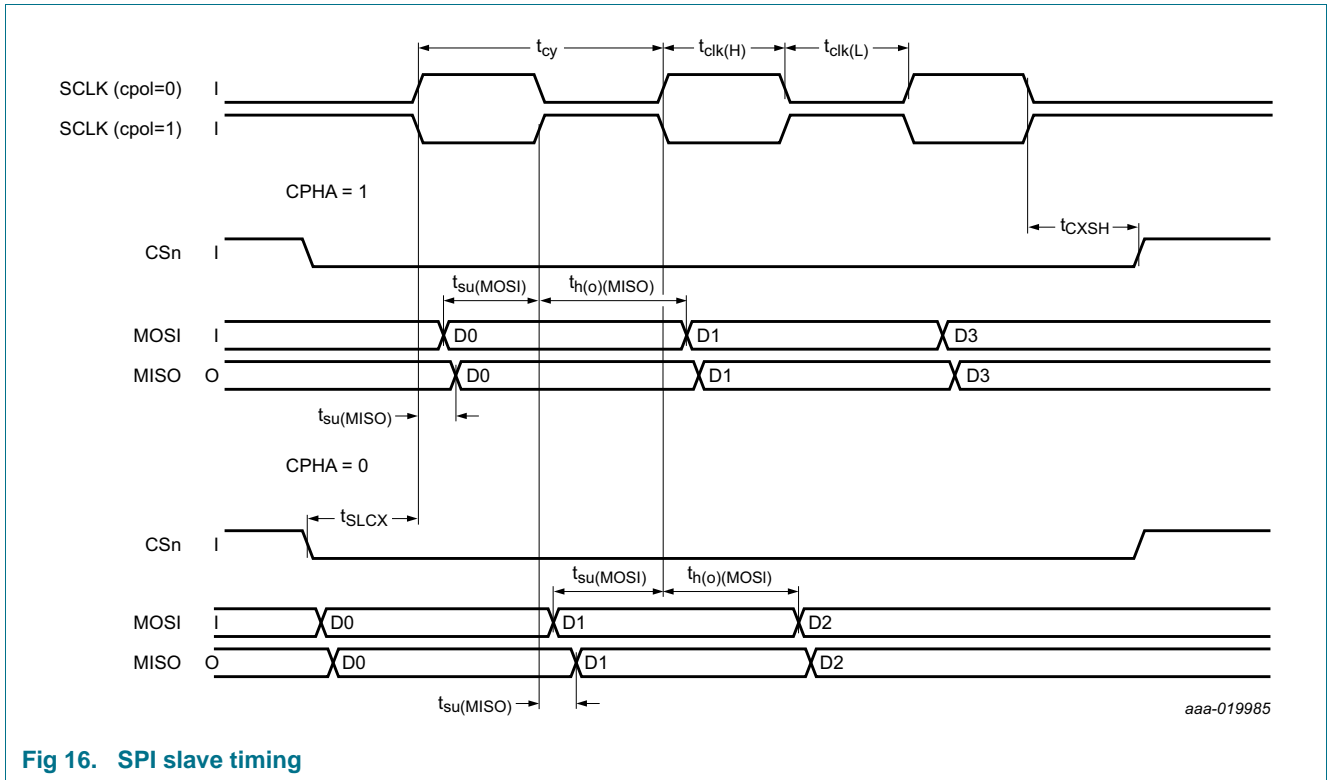 tcy tclk(H) tclk(L)
SCLK (cpol=0) I
SCLK (cpol=1) I
CPHA = 1
tCXSH
CSn I
tsu(MOSI) th(o)(MISO)
MOSI I D0 D1 D3
MISO O D0 D1 D3
tsu(MISO)
CPHA = 0
tSLCX
CSn I
tsu(MOSI) th(o)(MOSI)
MOSI I D0 D1 D2
MISO O D0 D1 D2
tsu(MISO)
aaa-019985
Fig 16. SPI slave timing